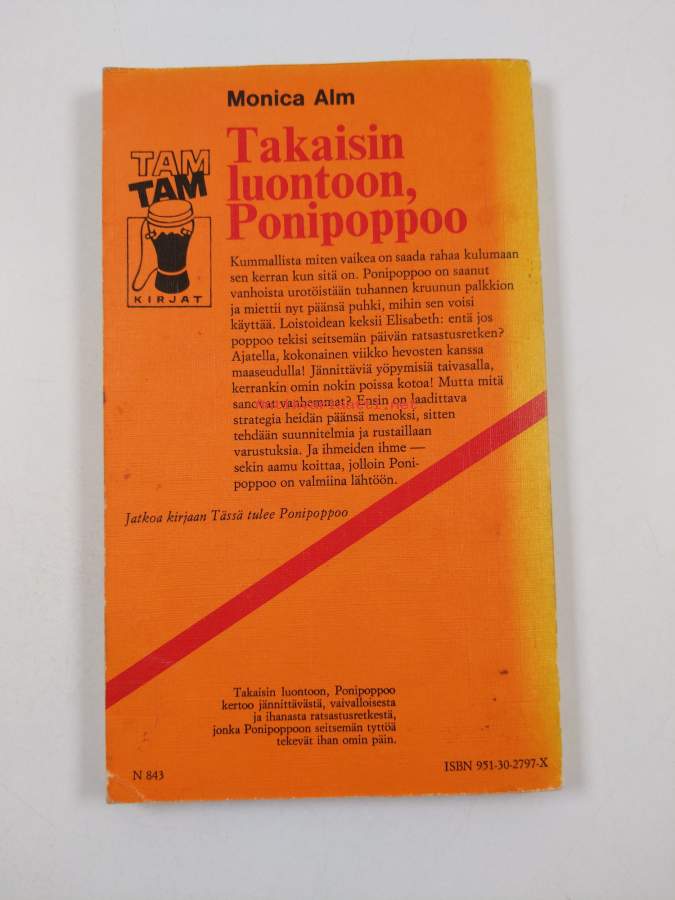 Monica Alm
TAM
TAM
KIRJAT
Takaisin
luontoon,
Ponipoppoo
Kummallista miten vaikea on saada rahaa kulumaan
sen kerran kun sitä on. Ponipoppoo on saanut
vanhoista urotöistään tuhannen kruunun palkkion
ja miettii nyt päänsä puhki, mihin sen voisi
käyttää. Loistoidean keksii Elisabeth: entä jos
poppoo tekisi seitsemän päivän ratsastusretken?
Ajatella, kokonainen viikko hevosten kanssa
maaseudulla! Jännittäviä yöpymisiä taivasalla,
kerrankin omin nokin poissa kotoa! Mutta mitä
sanovat vanhemmat? Ensin on laadittava
strategia heidän päänsä menoksi, sitten
tehdään suunnitelmia ja rustaillaan
varustuksia. Ja ihmeiden ihme —
sekin aamu koittaa, jolloin Poni-
poppoo on valmiina lähtöön.
Jatkoa kirjaan Tässä tulee Ponipoppoo
Takaisin luontoon, Ponipoppoo
kertoo jännittävästä, vaivalloisesta
ja ihanasta ratsastusretkestä,
jonka Ponipoppoon seitsemän tyttöä
tekevät ihan omin päin.
N 843
ISBN 951-30-2797-X